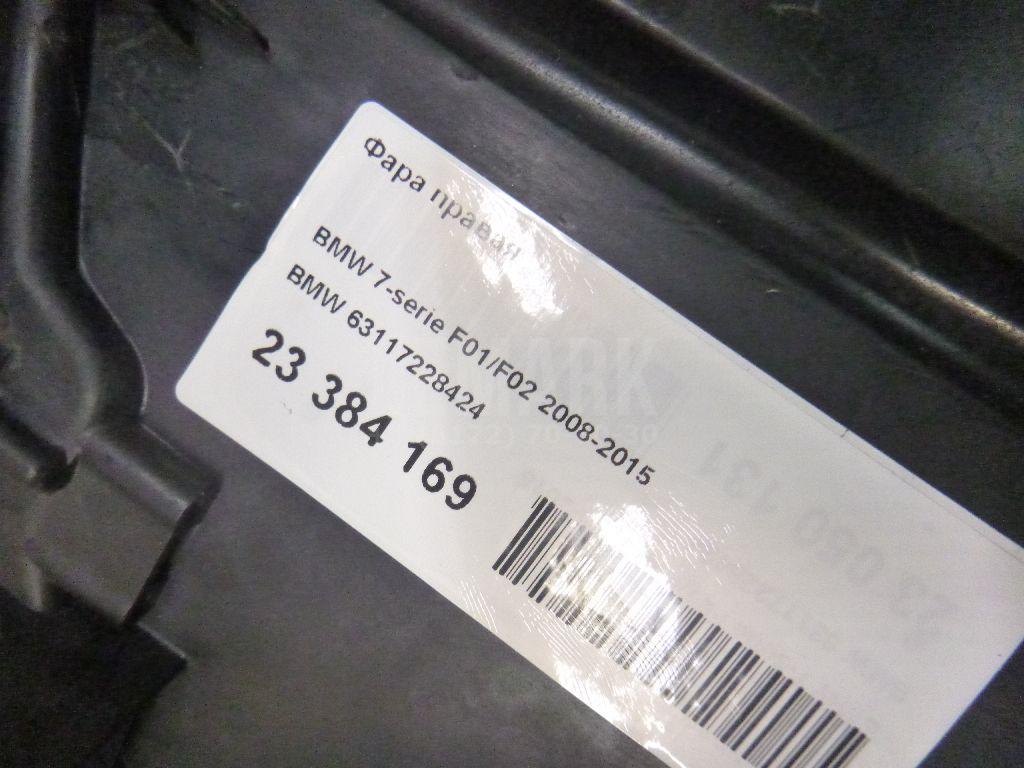 Фара правая
BMW 7-serie F01/F02 2008-2015
BMW 63117228424
23 384 169